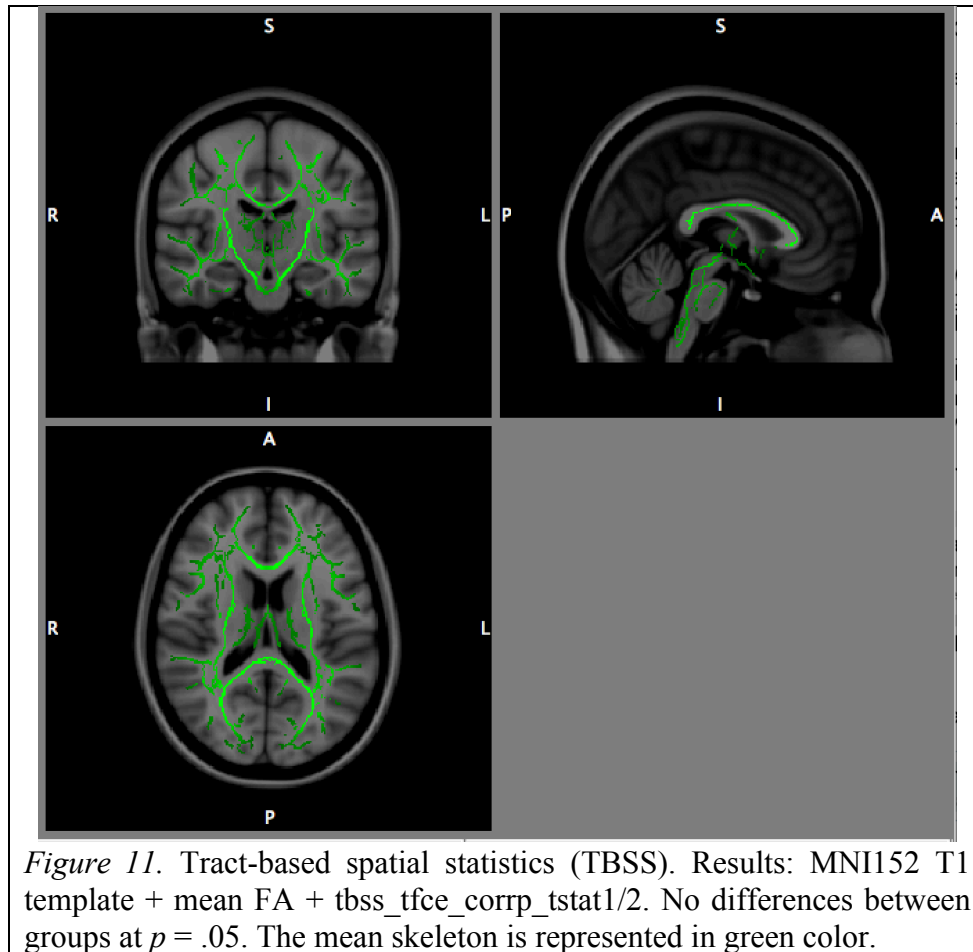 S
S
R
L
P
A
I
I
A
R
L
P
Figure 11. Tract-based spatial statistics (TBSS). Results: MNI152 T1
template + mean FA + tbss_tfce_corrp_tstat1/2. No differences between
groups at p = .05. The mean skeleton is represented in green color.